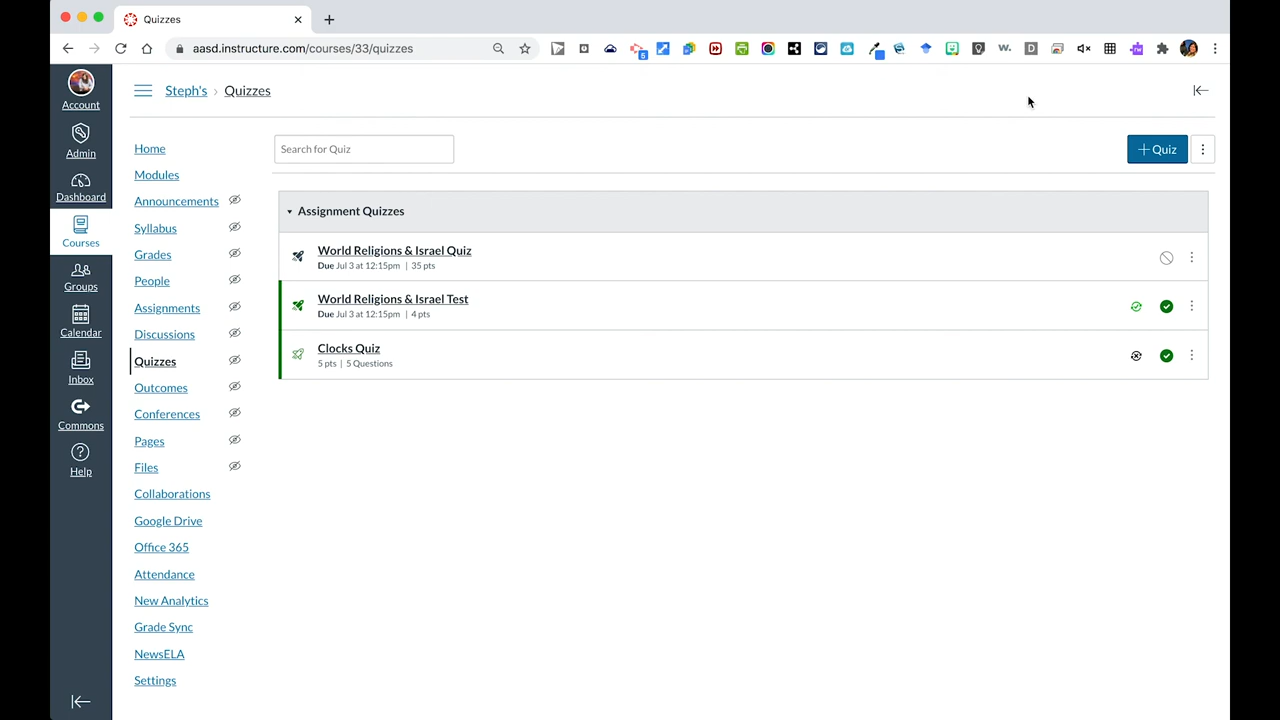 Quizzes
aasd.instructure.com/courses/33/quizzes
5
W.
D
Account
Admin
Dashboard
Courses
Groups
Calendar
Inbox
Commons
Help
Steph's › Quizzes
Home
Modules
Announcements
Syllabus
Grades
People
Assignments
Discussions
Quizzes
Outcomes
Conferences
Pages
Files
Collaborations
Google Drive
Office 365
Attendance
New Analytics
Grade Sync
NewsELA
Settings
Search for Quiz
+ Quiz
Assignment Quizzes
World Religions & Israel Quiz
Due Jul 3 at 12:15pm | 35 pts
World Religions & Israel Test
Due Jul 3 at 12:15pm | 4 pts
Clocks Quiz
5 pts | 5 Questions